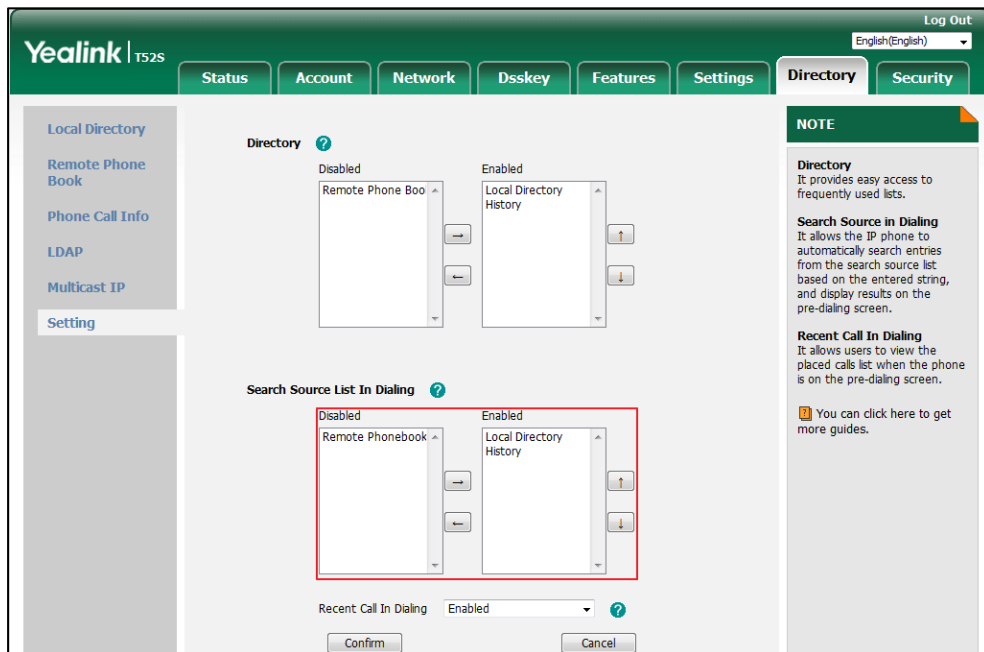 Log Out
Yealink | T52S
English(English)
Status
Account
Network
Dsskey
Features
Settings
Directory
Security
Local Directory
Remote Phone
Book
Phone Call Info
LDAP
Multicast IP
Setting
Directory ?
Disabled
Enabled
Remote Phone Boo
Local Directory
History
→
←
↑
↓
Search Source List In Dialing ?
Disabled
Enabled
Remote Phonebook
Local Directory
History
→
←
↑
↓
Recent Call In Dialing Enabled ?
Confirm
Cancel
NOTE
Directory
It provides easy access to
frequently used lists.
Search Source in Dialing
It allows the IP phone to
automatically search entries
from the search source list
based on the entered string,
and display results on the
pre-dialing screen.
Recent Call In Dialing
It allows users to view the
placed calls list when the phone
is on the pre-dialing screen.
? You can click here to get
more guides.